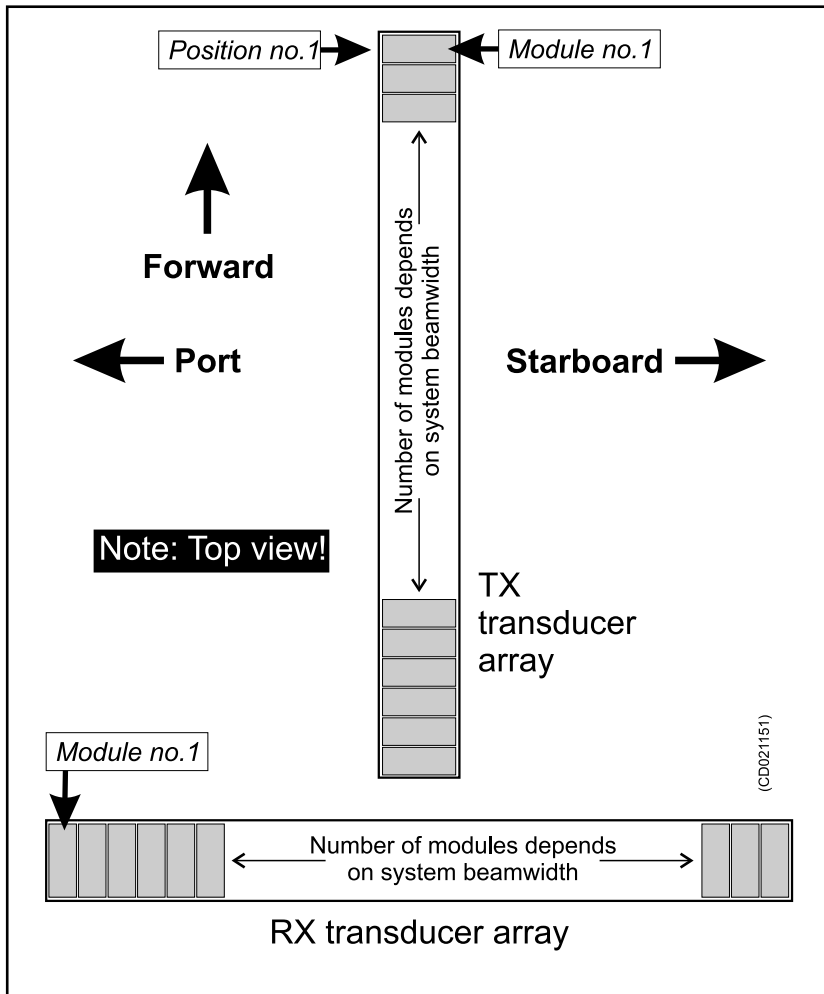 Position no.1
Module no.1
Forward
Port
Starboard
Number of modules depends
on system beamwidth
Note: Top view!
TX
transducer
array
Module no.1
(CD021151)
Number of modules depends
on system beamwidth
RX transducer array